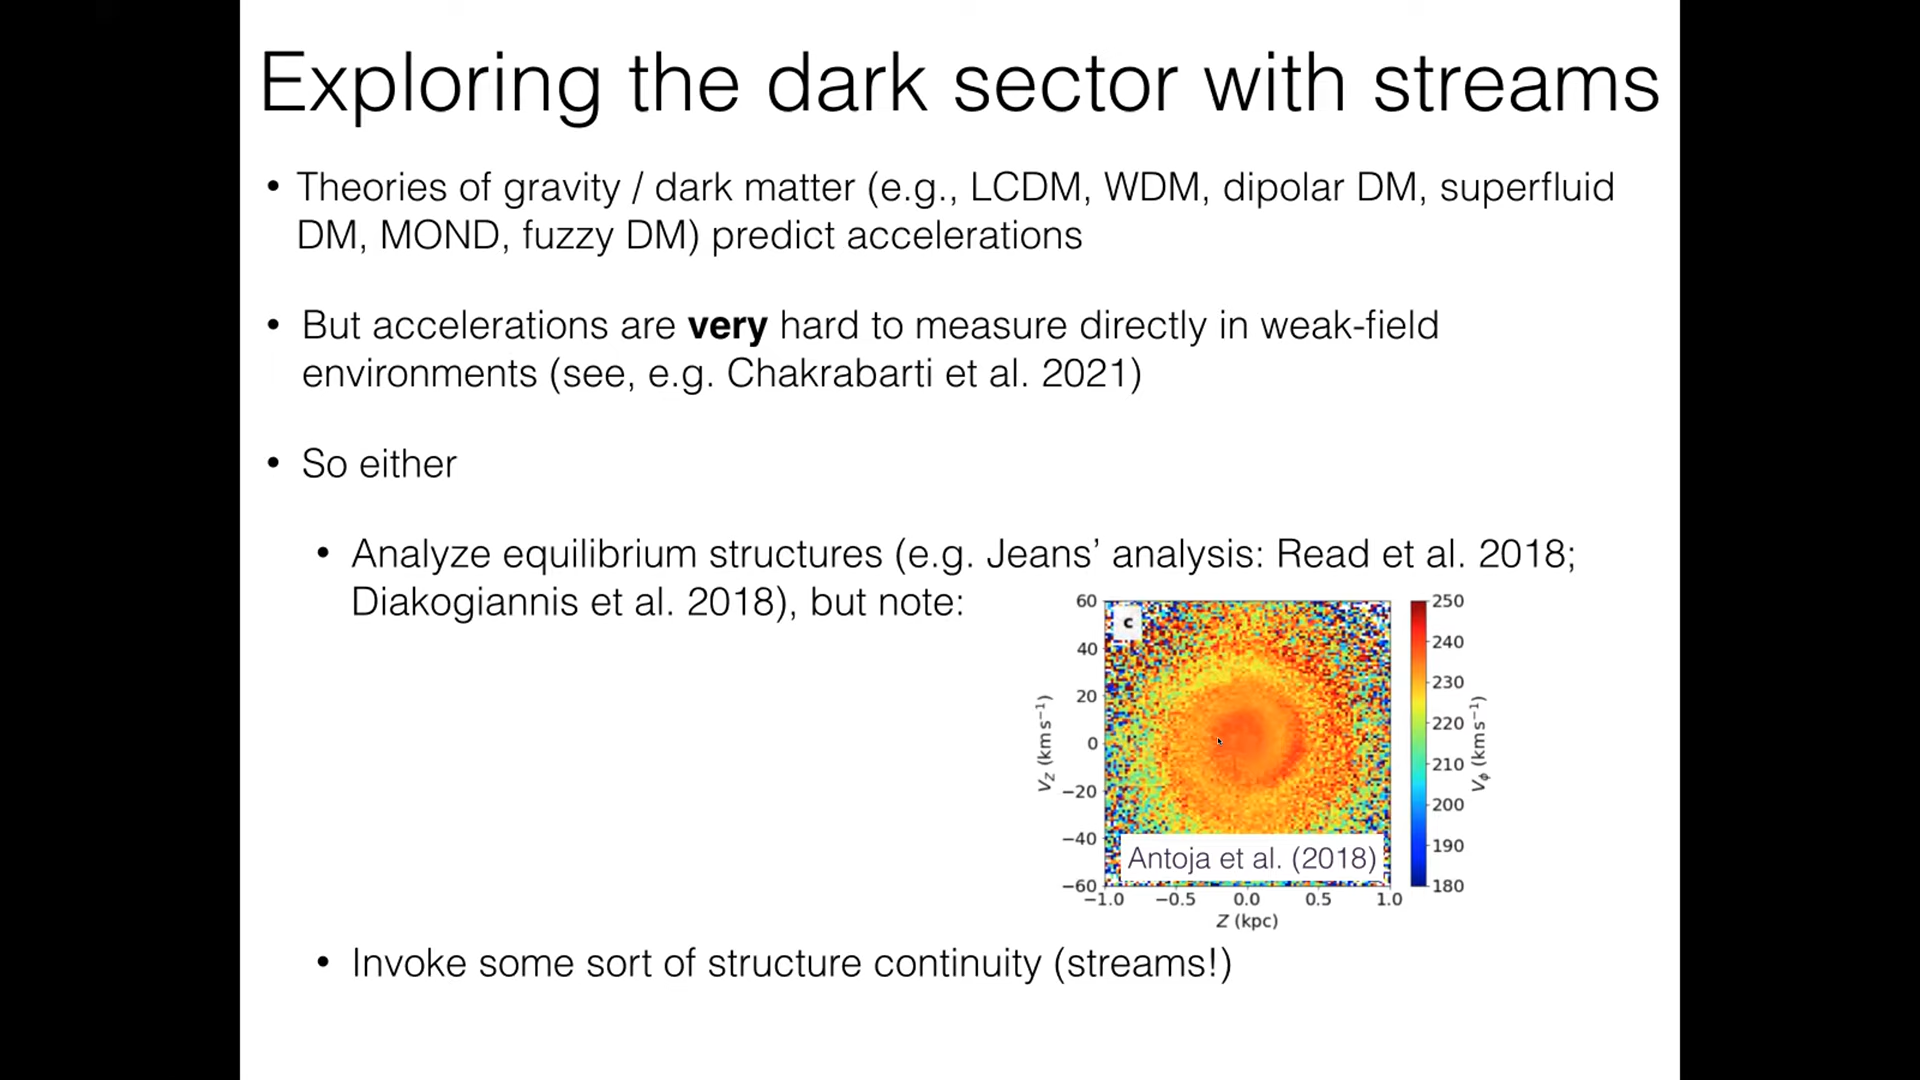 Exploring the dark sector with streams
• Theories of gravity / dark matter (e.g., LCDM, WDM, dipolar DM, superfluid
DM, MOND, fuzzy DM) predict accelerations
• But accelerations are very hard to measure directly in weak-field
environments (see, e.g. Chakrabarti et al. 2021)
• So either
• Analyze equilibrium structures (e.g. Jeans’ analysis: Read et al. 2018;
Diakogiannis et al. 2018), but note:
c
60
40
20
0
−20
−40
−60
V_Z (km s⁻¹)
Antoja et al. (2018)
−1.0 −0.5 0.0 0.5 1.0
Z (kpc)
250
240
230
220
210
200
190
180
V_ϕ (km s⁻¹)
• Invoke some sort of structure continuity (streams!)